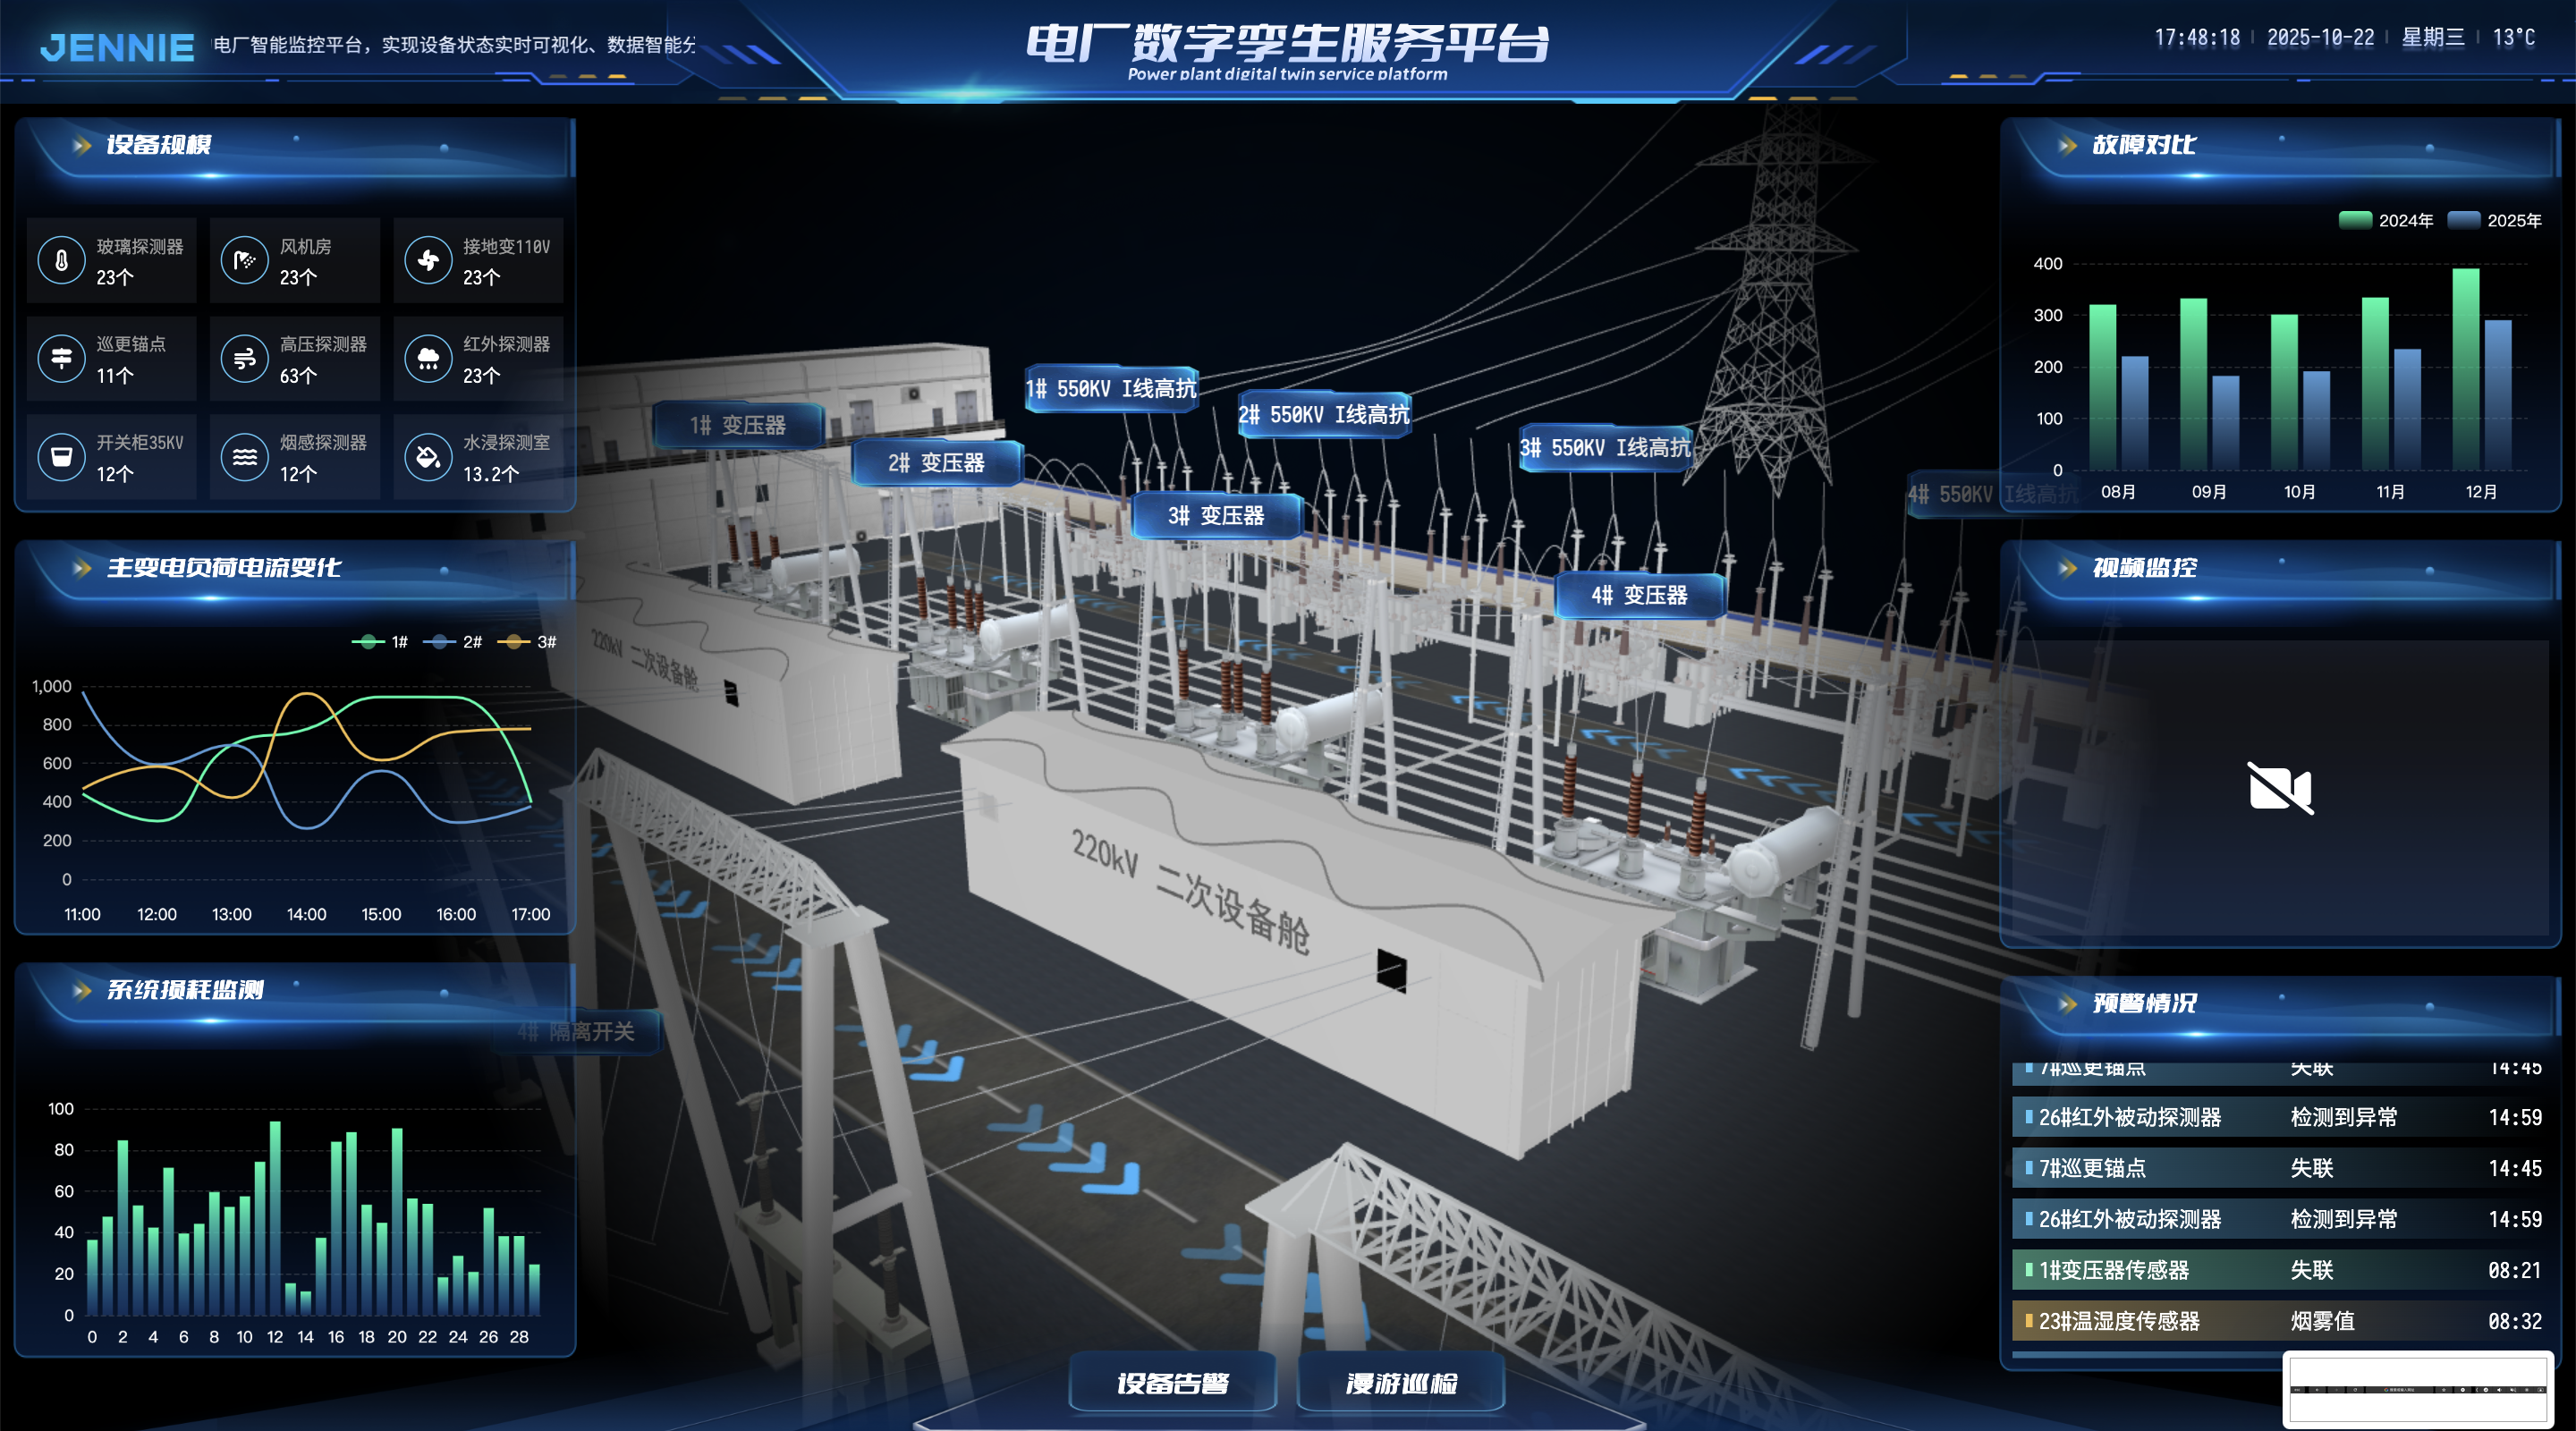 JENNIE
电厂智能监控平台，实现设备状态实时可视化、数据智能分
电厂数字孪生服务平台
Power plant digital twin service platform
17:48:18
2025-10-22
星期三
13°C
设备规模
玻璃探测器
23个
风机房
23个
接地变110V
23个
巡更锚点
11个
高压探测器
63个
红外探测器
23个
开关柜35KV
12个
烟感探测器
12个
水浸探测室
13.2个
主变电负荷电流变化
1#
2#
3#
1,000
800
600
400
200
0
11:00
12:00
13:00
14:00
15:00
16:00
17:00
系统损耗监测
100
80
60
40
20
0
0
2
4
6
8
10
12
14
16
18
20
22
24
26
28
1# 变压器
2# 变压器
3# 变压器
4# 变压器
1# 550KV I线高抗
2# 550KV I线高抗
3# 550KV I线高抗
4# 550KV I线高抗
4# 隔离开关
220kV 二次设备舱
220kV 二次设备舱
设备告警
漫游巡检
故障对比
2024年
2025年
400
300
200
100
0
08月
09月
10月
11月
12月
视频监控
预警情况
7#巡更锚点 失联 14:45
26#红外被动探测器 检测到异常 14:59
7#巡更锚点 失联 14:45
26#红外被动探测器 检测到异常 14:59
1#变压器传感器 失联 08:21
23#温湿度传感器 烟雾值 08:32